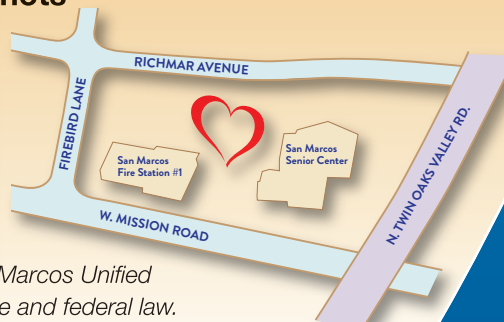 RICHMAR AVENUE
FIREBIRD LANE
San Marcos
Fire Station #1
San Marcos
Senior Center
N. TWIN OAKS VALLEY RD.
W. MISSION ROAD
Marcos Unified
e and federal law.